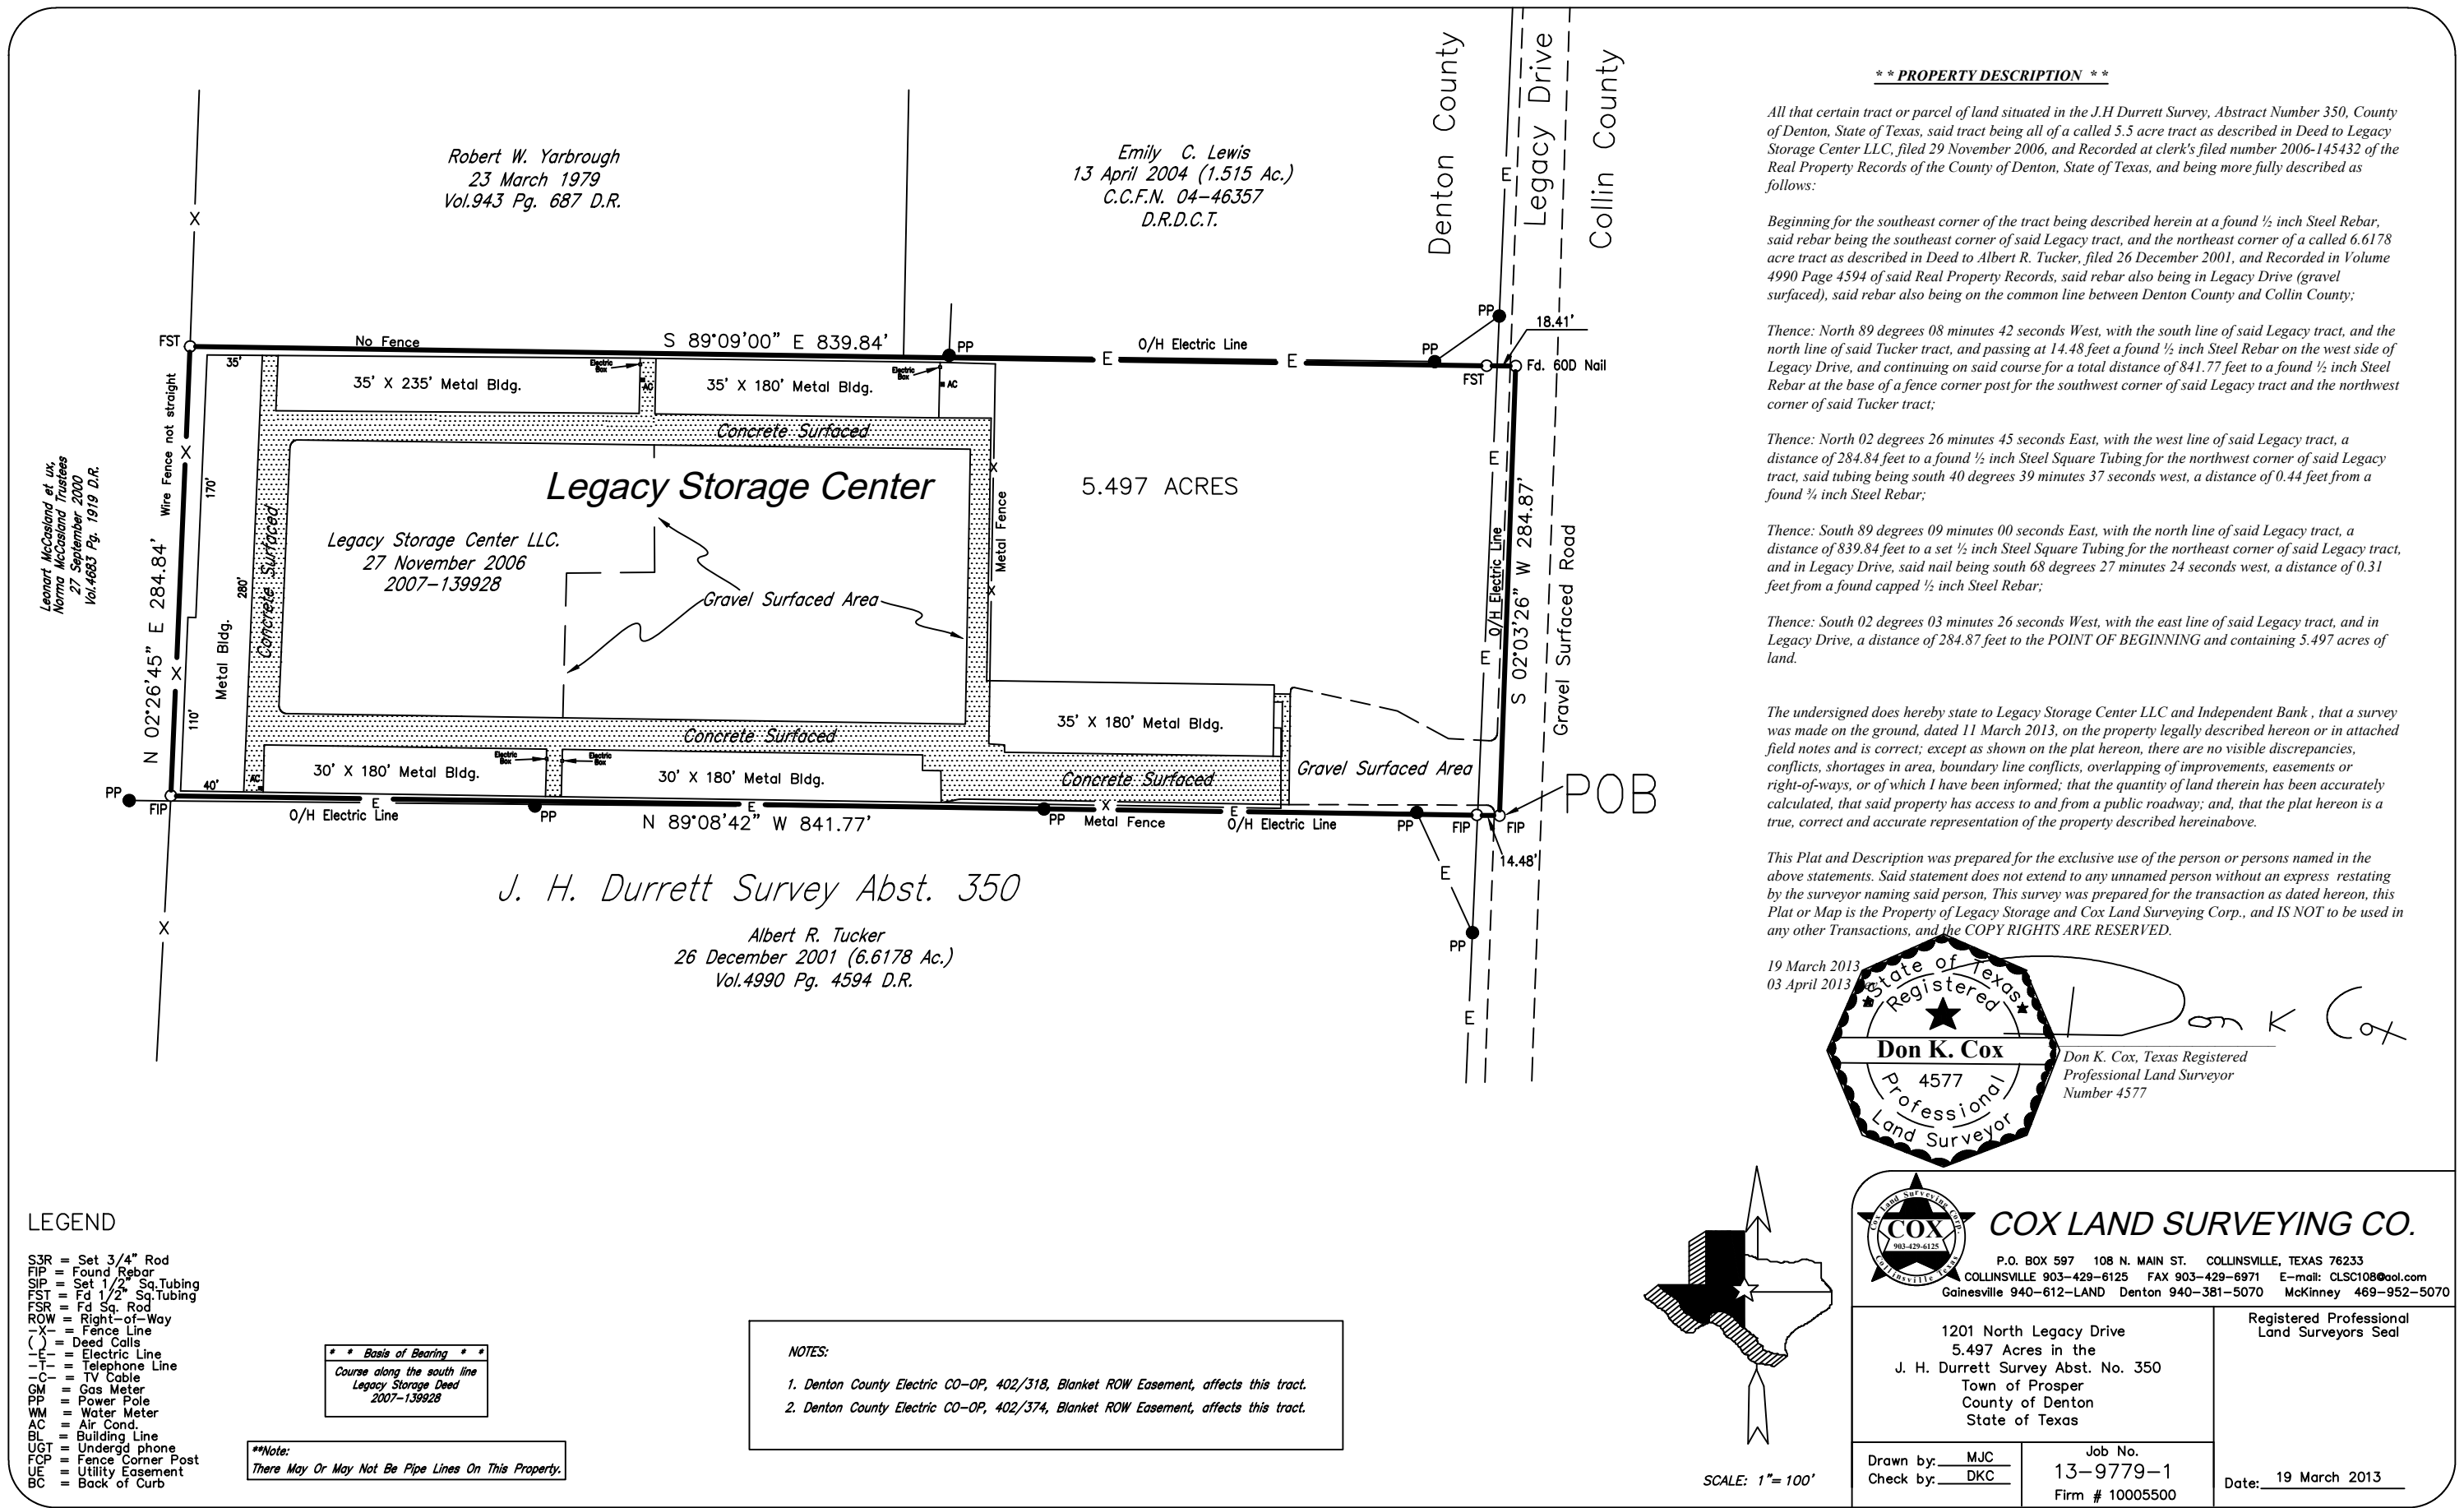 Denton County
Legacy Drive
Collin County
Robert W. Yarbrough
23 March 1979
Vol.943 Pg. 687 D.R.
Emily C. Lewis
13 April 2004 (1.515 Ac.)
C.C.F.N. 04-46357
D.R.D.C.T.
X
E
PP
18.41'
FST
No Fence
S 89°09'00" E 839.84'
PP
E
O/H Electric Line
E
PP
FST
Fd. 60D Nail
35'
35' X 235' Metal Bldg.
Electric Box
AC
35' X 180' Metal Bldg.
Electric Box
AC
Wire Fence not straight
X
Concrete Surfaced
170'
Legacy Storage Center
X
5.497 ACRES
E
Leonart McCasland et ux,
Norma McCasland Trustees
27 September 2000
Vol.4683 Pg. 1919 D.R.
Legacy Storage Center LLC.
27 November 2006
2007-139928
Concrete Surfaced
280'
Metal Fence
X
Gravel Surfaced Area
O/H Electric Line
S 02°03'26" W 284.87'
Gravel Surfaced Road
N 02°26'45" E 284.84'
X
Metal Bldg.
110'
E
35' X 180' Metal Bldg.
Concrete Surfaced
Electric Box
Electric Box
30' X 180' Metal Bldg.
30' X 180' Metal Bldg.
Concrete Surfaced
Gravel Surfaced Area
POB
AC
40'
PP
FIP
E
O/H Electric Line
PP
E
N 89°08'42" W 841.77'
PP
X
Metal Fence
E
O/H Electric Line
PP
FIP
FIP
14.48'
E
PP
E
X
J. H. Durrett Survey Abst. 350
Albert R. Tucker
26 December 2001 (6.6178 Ac.)
Vol.4990 Pg. 4594 D.R.
* * PROPERTY DESCRIPTION * *
All that certain tract or parcel of land situated in the J.H Durrett Survey, Abstract Number 350, County
of Denton, State of Texas, said tract being all of a called 5.5 acre tract as described in Deed to Legacy
Storage Center LLC, filed 29 November 2006, and Recorded at clerk's filed number 2006-145432 of the
Real Property Records of the County of Denton, State of Texas, and being more fully described as
follows:
Beginning for the southeast corner of the tract being described herein at a found ½ inch Steel Rebar,
said rebar being the southeast corner of said Legacy tract, and the northeast corner of a called 6.6178
acre tract as described in Deed to Albert R. Tucker, filed 26 December 2001, and Recorded in Volume
4990 Page 4594 of said Real Property Records, said rebar also being in Legacy Drive (gravel
surfaced), said rebar also being on the common line between Denton County and Collin County;
Thence: North 89 degrees 08 minutes 42 seconds West, with the south line of said Legacy tract, and the
north line of said Tucker tract, and passing at 14.48 feet a found ½ inch Steel Rebar on the west side of
Legacy Drive, and continuing on said course for a total distance of 841.77 feet to a found ½ inch Steel
Rebar at the base of a fence corner post for the southwest corner of said Legacy tract and the northwest
corner of said Tucker tract;
Thence: North 02 degrees 26 minutes 45 seconds East, with the west line of said Legacy tract, a
distance of 284.84 feet to a found ½ inch Steel Square Tubing for the northwest corner of said Legacy
tract, said tubing being south 40 degrees 39 minutes 37 seconds west, a distance of 0.44 feet from a
found ¾ inch Steel Rebar;
Thence: South 89 degrees 09 minutes 00 seconds East, with the north line of said Legacy tract, a
distance of 839.84 feet to a set ½ inch Steel Square Tubing for the northeast corner of said Legacy tract,
and in Legacy Drive, said nail being south 68 degrees 27 minutes 24 seconds west, a distance of 0.31
feet from a found capped ½ inch Steel Rebar;
Thence: South 02 degrees 03 minutes 26 seconds West, with the east line of said Legacy tract, and in
Legacy Drive, a distance of 284.87 feet to the POINT OF BEGINNING and containing 5.497 acres of
land.
The undersigned does hereby state to Legacy Storage Center LLC and Independent Bank , that a survey
was made on the ground, dated 11 March 2013, on the property legally described hereon or in attached
field notes and is correct; except as shown on the plat hereon, there are no visible discrepancies,
conflicts, shortages in area, boundary line conflicts, overlapping of improvements, easements or
right-of-ways, or of which I have been informed; that the quantity of land therein has been accurately
calculated, that said property has access to and from a public roadway; and, that the plat hereon is a
true, correct and accurate representation of the property described hereinabove.
This Plat and Description was prepared for the exclusive use of the person or persons named in the
above statements. Said statement does not extend to any unnamed person without an express restating
by the surveyor naming said person, This survey was prepared for the transaction as dated hereon, this
Plat or Map is the Property of Legacy Storage and Cox Land Surveying Corp., and IS NOT to be used in
any other Transactions, and the COPY RIGHTS ARE RESERVED.
19 March 2013
03 April 2013
State of Texas
Registered
Don K. Cox
4577
Professional
Land Surveyor
Don K Cox
Don K. Cox, Texas Registered
Professional Land Surveyor
Number 4577
LEGEND
S3R = Set 3/4" Rod
FIP = Found Rebar
SIP = Set 1/2" Sq.Tubing
FST = Fd 1/2" Sq.Tubing
FSR = Fd Sq. Rod
ROW = Right-of-Way
-X- = Fence Line
( ) = Deed Calls
-E- = Electric Line
-T- = Telephone Line
-C- = TV Cable
GM = Gas Meter
PP = Power Pole
WM = Water Meter
AC = Air Cond.
BL = Building Line
UGT = Undergd phone
FCP = Fence Corner Post
UE = Utility Easement
BC = Back of Curb
* * Basis of Bearing * *
Course along the south line
Legacy Storage Deed
2007-139928
**Note:
There May Or May Not Be Pipe Lines On This Property.
NOTES:
1. Denton County Electric CO-OP, 402/318, Blanket ROW Easement, affects this tract.
2. Denton County Electric CO-OP, 402/374, Blanket ROW Easement, affects this tract.
SCALE: 1"= 100'
Cox Land Surveying Corp.
COX
903-429-6125
Collinsville Texas
COX LAND SURVEYING CO.
P.O. BOX 597 108 N. MAIN ST. COLLINSVILLE, TEXAS 76233
COLLINSVILLE 903-429-6125 FAX 903-429-6971 E-mail: CLSC108@aol.com
Gainesville 940-612-LAND Denton 940-381-5070 McKinney 469-952-5070
1201 North Legacy Drive
5.497 Acres in the
J. H. Durrett Survey Abst. No. 350
Town of Prosper
County of Denton
State of Texas
Registered Professional
Land Surveyors Seal
Drawn by: MJC
Check by: DKC
Job No.
13-9779-1
Firm # 10005500
Date: 19 March 2013